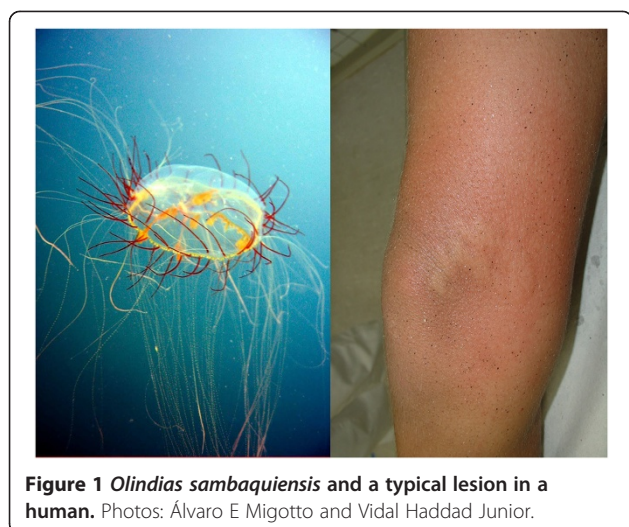 Figure 1 Olindias sambaquiensis and a typical lesion in a
human. Photos: Álvaro E Migotto and Vidal Haddad Junior.